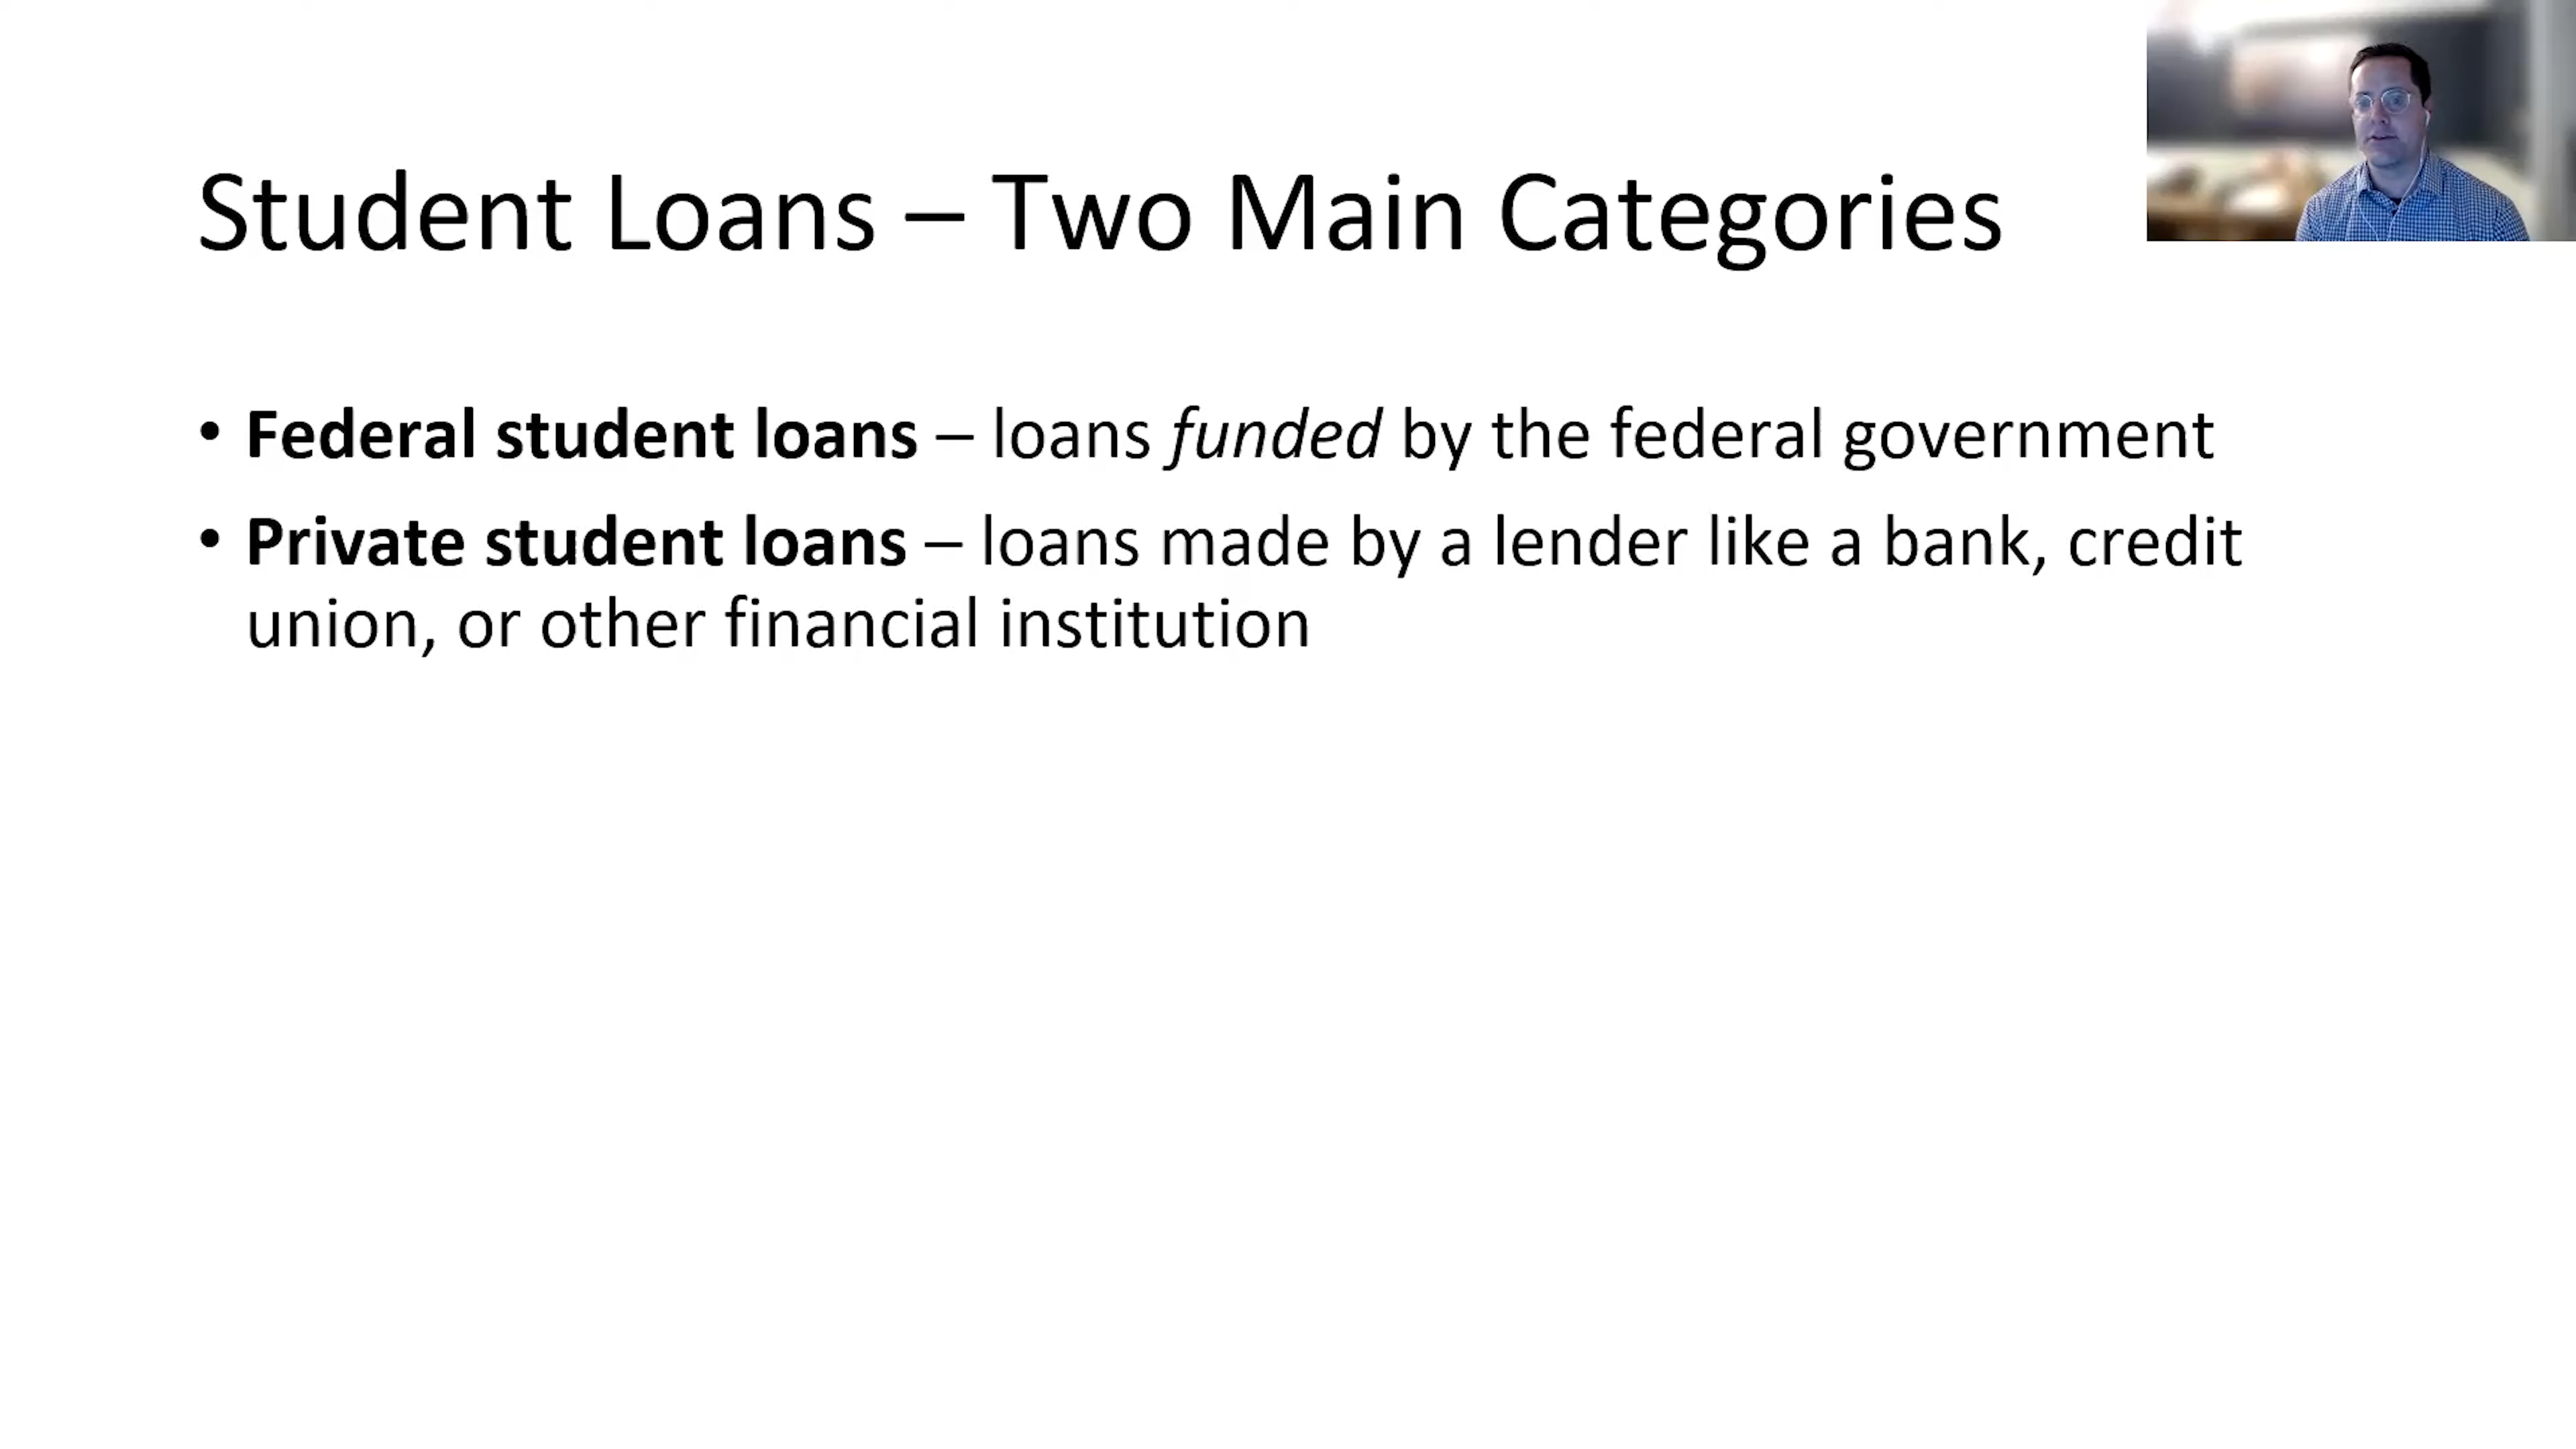 Student Loans – Two Main Categories
• Federal student loans – loans funded by the federal government
• Private student loans – loans made by a lender like a bank, credit
union, or other financial institution